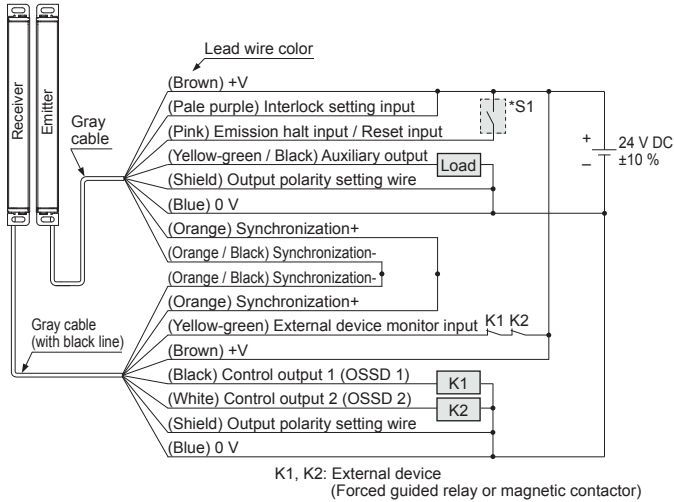 Receiver
Emitter
Lead wire color
Gray
cable
(Brown) +V
(Pale purple) Interlock setting input
*S1
(Pink) Emission halt input / Reset input
(Yellow-green / Black) Auxiliary output
Load
(Shield) Output polarity setting wire
(Blue) 0 V
+
–
24 V DC
±10 %
(Orange) Synchronization+
(Orange / Black) Synchronization-
(Orange / Black) Synchronization-
(Orange) Synchronization+
Gray cable
(with black line)
(Yellow-green) External device monitor input K1 K2
(Brown) +V
(Black) Control output 1 (OSSD 1)
K1
(White) Control output 2 (OSSD 2)
K2
(Shield) Output polarity setting wire
(Blue) 0 V
K1, K2: External device
(Forced guided relay or magnetic contactor)